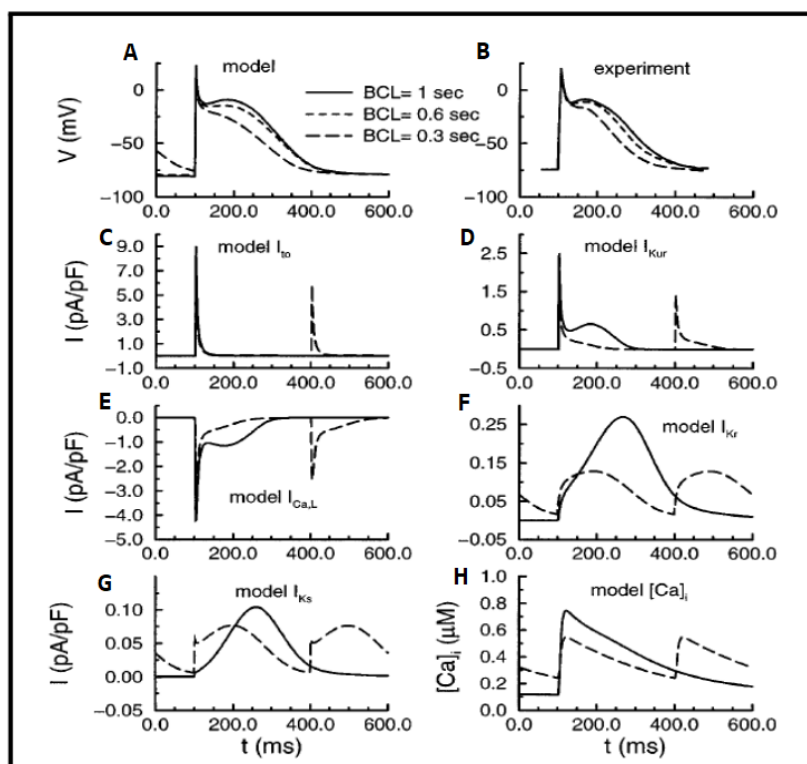 A
model
BCL= 1 sec
BCL= 0.6 sec
BCL= 0.3 sec
V (mV)
0
−50
−100
0.0 200.0 400.0 600.0
B
experiment
0
−50
−100
0.0 200.0 400.0 600.0
C
model Ito
I (pA/pF)
9.0
7.0
5.0
3.0
1.0
−1.0
0.0 200.0 400.0 600.0
D
model IKur
2.5
1.5
0.5
−0.5
0.0 200.0 400.0 600.0
E
model ICa,L
I (pA/pF)
0.0
−1.0
−2.0
−3.0
−4.0
−5.0
0.0 200.0 400.0 600.0
F
model IKr
0.25
0.15
0.05
−0.05
0.0 200.0 400.0 600.0
G
model IKs
I (pA/pF)
0.10
0.05
0.00
−0.05
0.0 200.0 400.0 600.0
t (ms)
H
model [Ca]i
[Ca]i (μM)
1.0
0.8
0.6
0.4
0.2
0.0
0.0 200.0 400.0 600.0
t (ms)